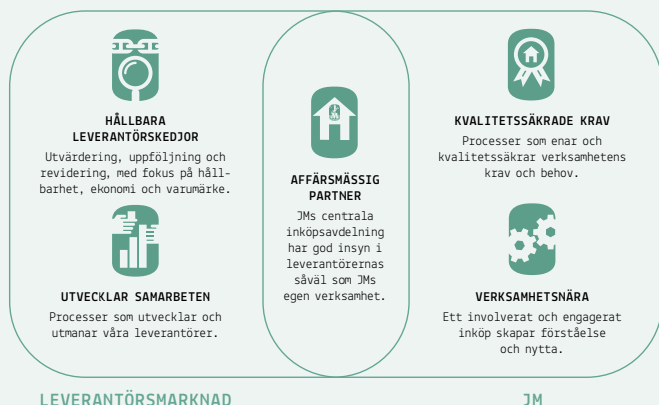 HÅLLBARA
LEVERANTÖRSKEDJOR
Utvärdering, uppföljning och
revidering, med fokus på håll-
barhet, ekonomi och varumärke.
UTVECKLAR SAMARBETEN
Processer som utvecklar och
utmanar våra leverantörer.
AFFÄRSMÄSSIG
PARTNER
JMs centrala
inköpsavdelning
har god insyn i
leverantörernas
såväl som JMs
egen verksamhet.
KVALITETSSÄKRADE KRAV
Processer som enar och
kvalitetssäkrar verksamhetens
krav och behov.
VERKSAMHETSNÄRA
Ett involverat och engagerat
inköp skapar förståelse
och nytta.
LEVERANTÖRSMARKNAD
JM